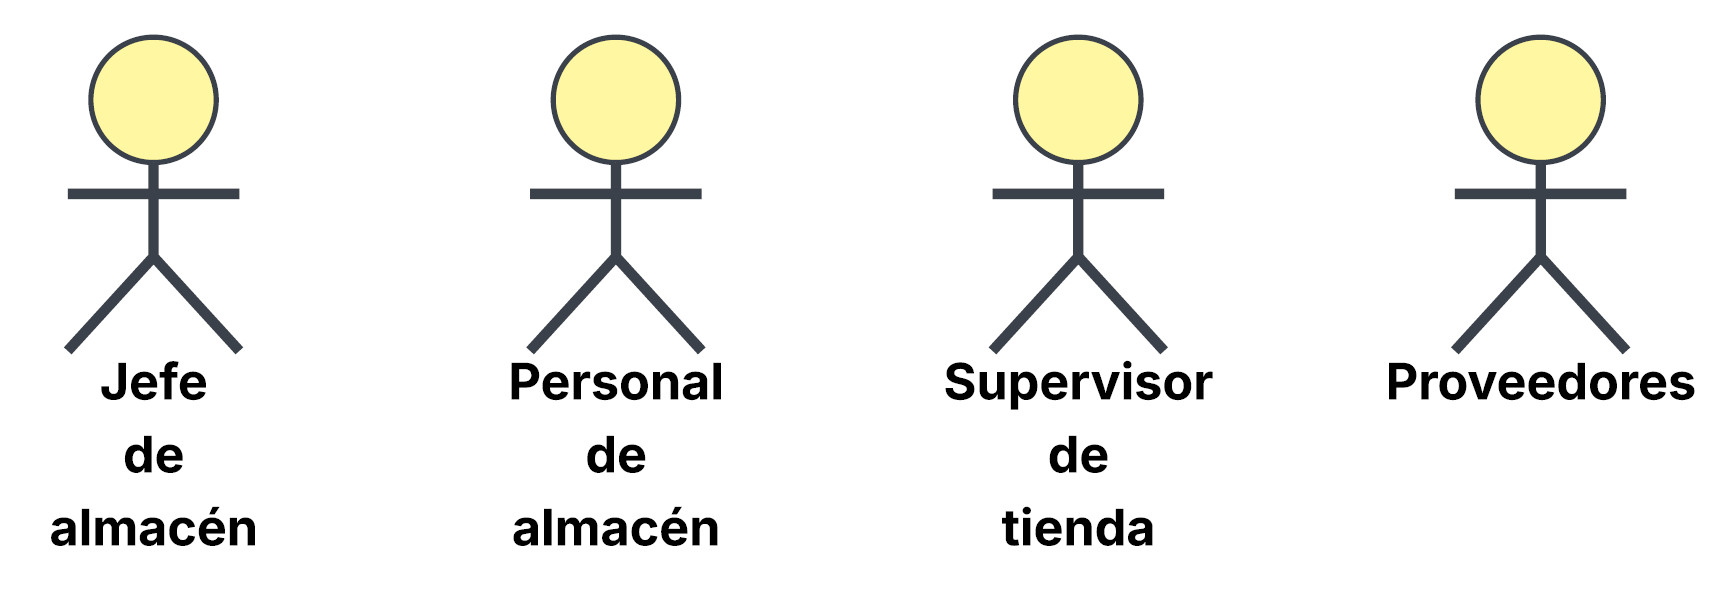 Jefe
de
almacén
Personal
de
almacén
Supervisor
de
tienda
Proveedores